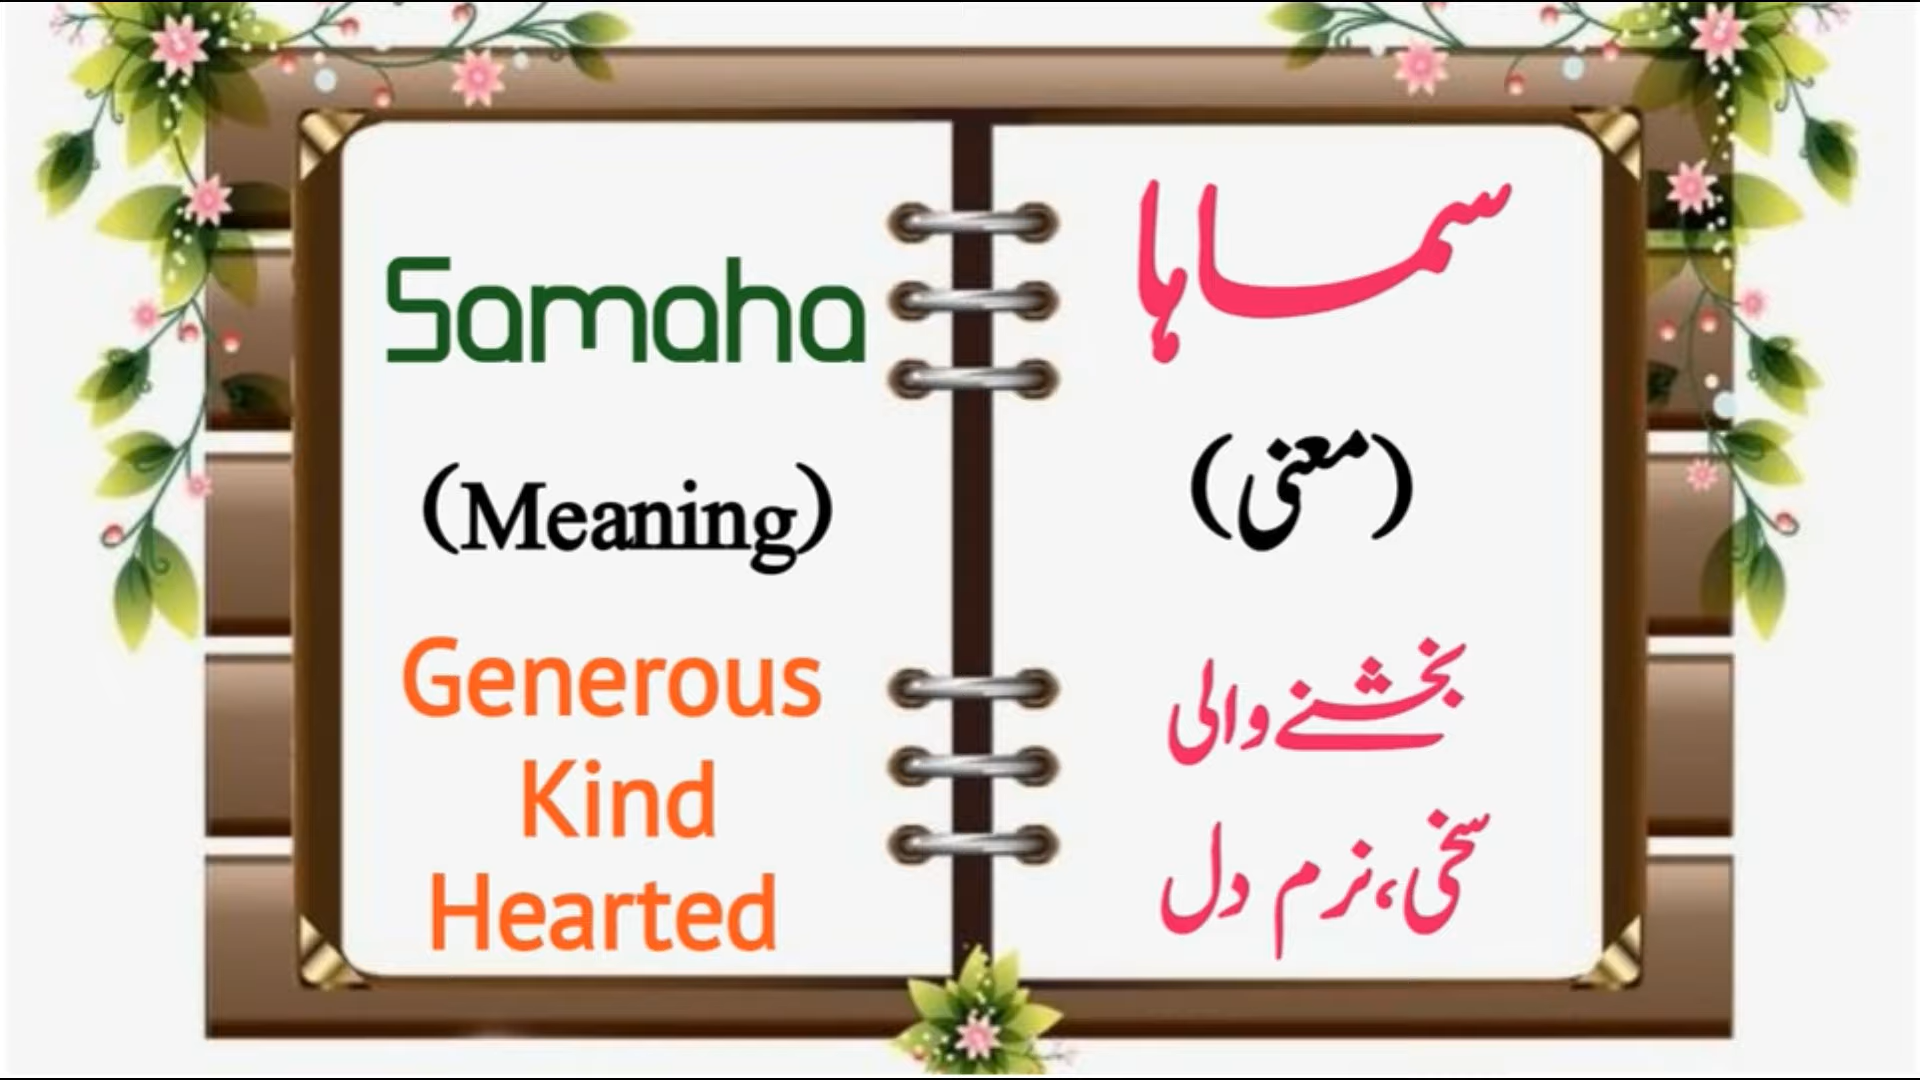 Samaha
(Meaning)
Generous
Kind
Hearted
سماہا
(معنی)
بخشنے والی
سخی، نرم دل